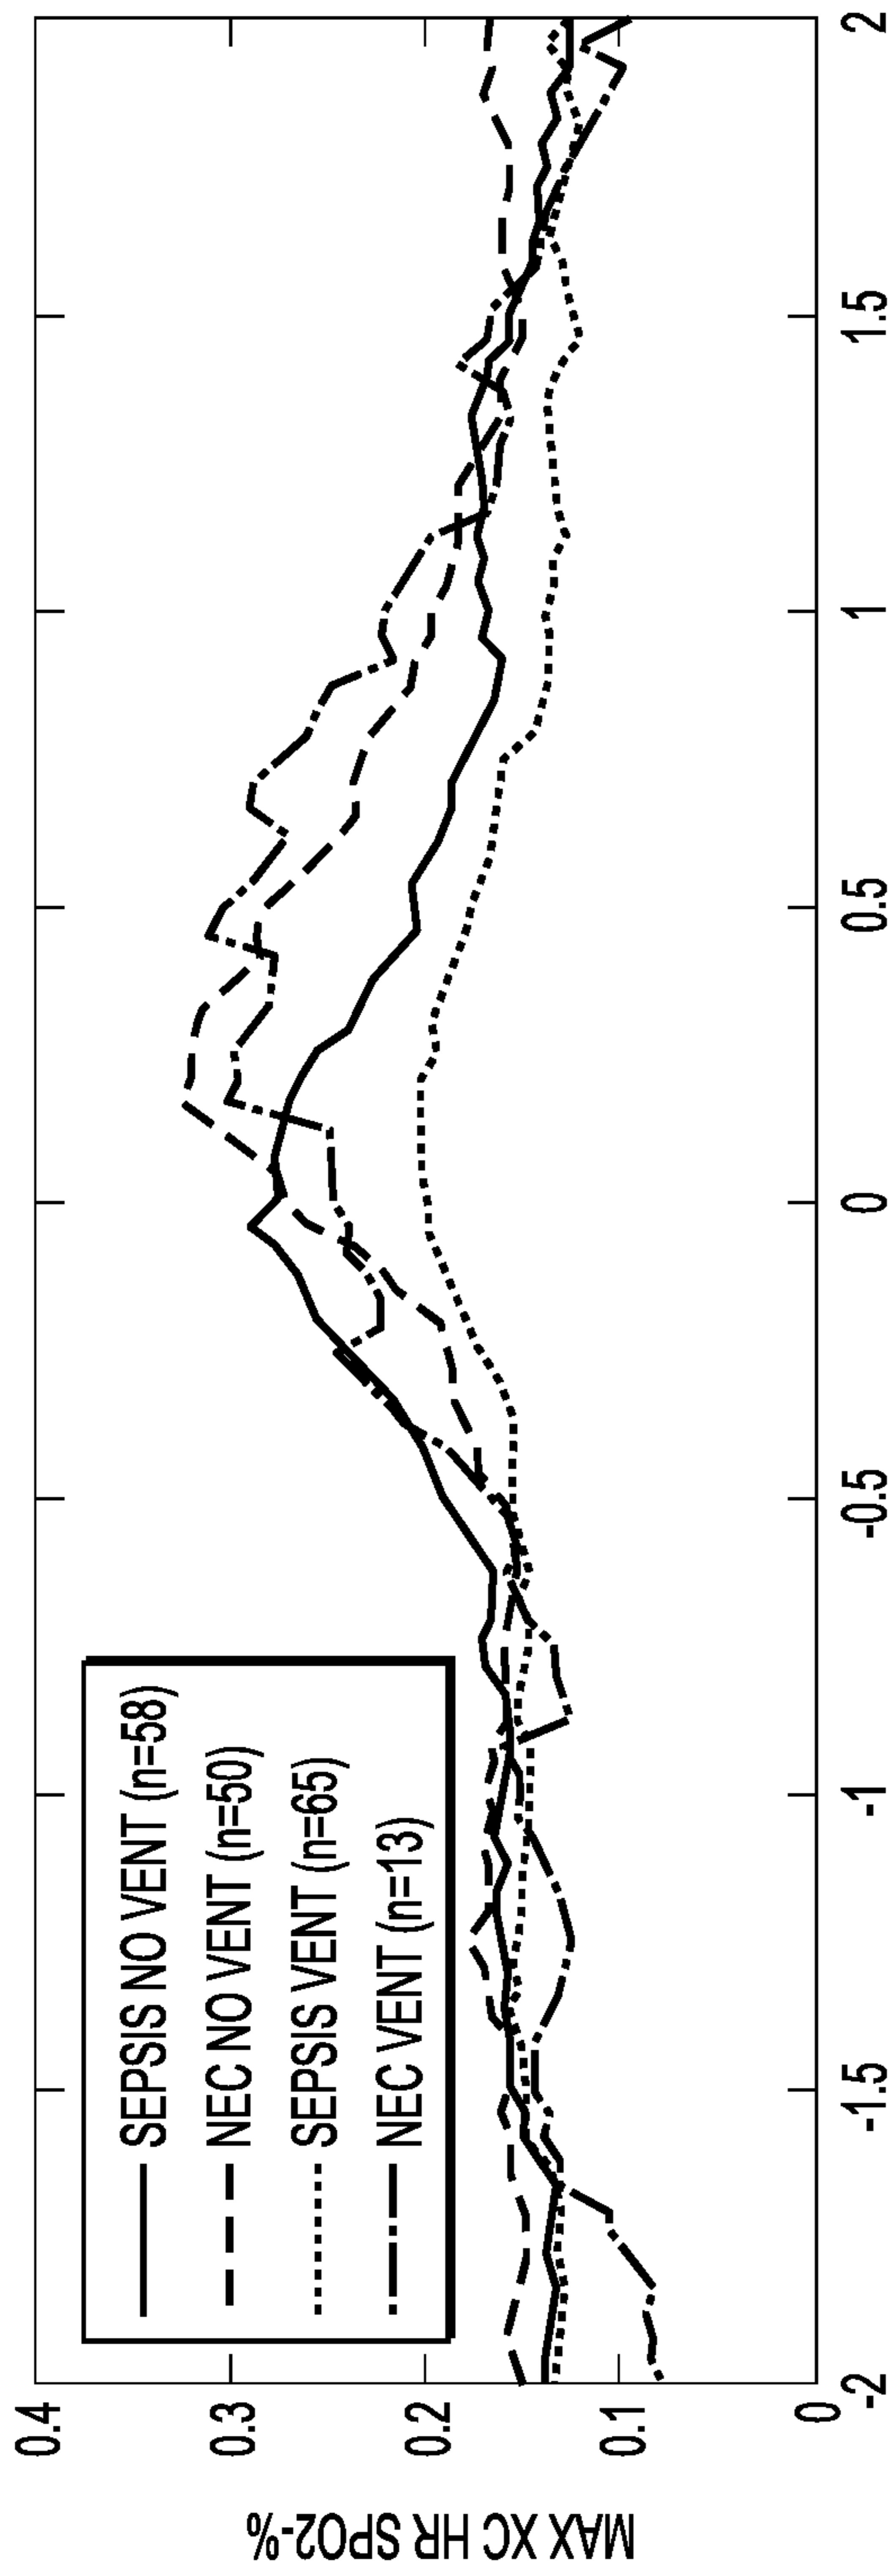 MAX XC HR SPO2-%
0.4
0.3
0.2
0.1
0
SEPSIS NO VENT (n=58)
NEC NO VENT (n=50)
SEPSIS VENT (n=65)
NEC VENT (n=13)
-2
-1.5
-1
-0.5
0
0.5
1
1.5
2